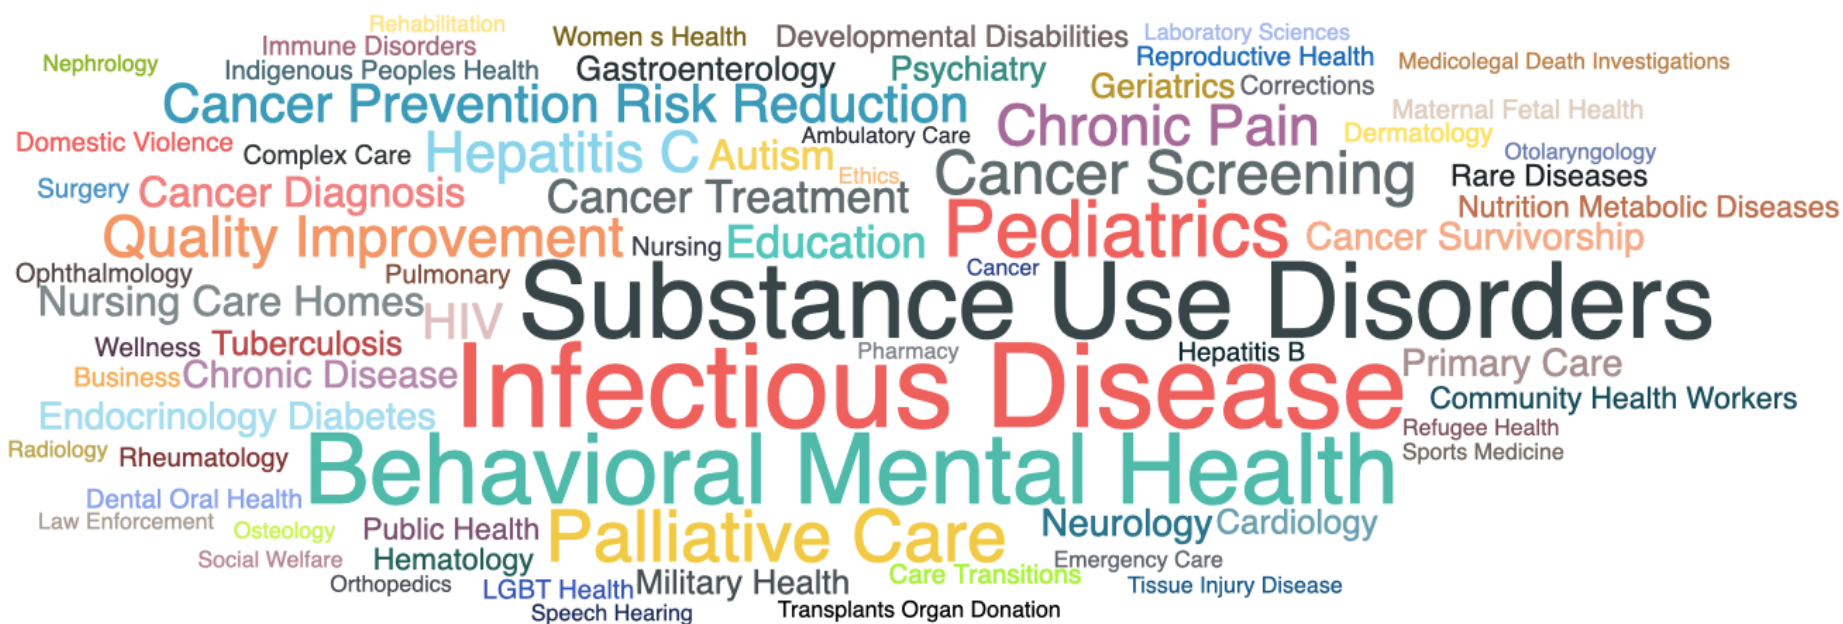 Rehabilitation
Women s Health
Developmental Disabilities
Laboratory Sciences
Immune Disorders
Reproductive Health
Medicolegal Death Investigations
Nephrology
Indigenous Peoples Health
Gastroenterology
Psychiatry
Geriatrics
Corrections
Cancer Prevention Risk Reduction
Chronic Pain
Maternal Fetal Health
Domestic Violence
Complex Care
Hepatitis C
Autism
Ambulatory Care
Dermatology
Otolaryngology
Surgery
Cancer Diagnosis
Cancer Treatment
Ethics
Cancer Screening
Rare Diseases
Nutrition Metabolic Diseases
Quality Improvement
Nursing
Education
Pediatrics
Cancer Survivorship
Ophthalmology
Pulmonary
Cancer
Nursing Care Homes
HIV
Substance Use Disorders
Wellness
Tuberculosis
Pharmacy
Hepatitis B
Primary Care
Business
Chronic Disease
Infectious Disease
Community Health Workers
Endocrinology Diabetes
Refugee Health
Radiology
Rheumatology
Behavioral Mental Health
Sports Medicine
Dental Oral Health
Law Enforcement
Osteology
Public Health
Palliative Care
Neurology
Cardiology
Social Welfare
Hematology
Emergency Care
Orthopedics
LGBT Health
Military Health
Care Transitions
Tissue Injury Disease
Speech Hearing
Transplants Organ Donation